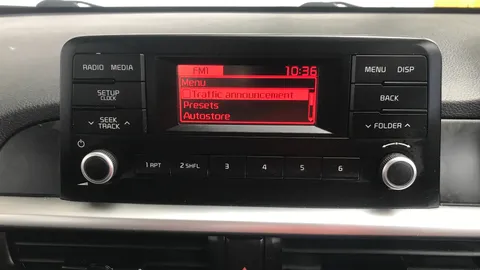 RADIO MEDIA
SETUP
CLOCK
SEEK
TRACK
FM1 10:36
Menu
Traffic announcement
Presets
Autostore
MENU DISP
BACK
FOLDER
1 RPT 2 SHFL 3 4 5 6